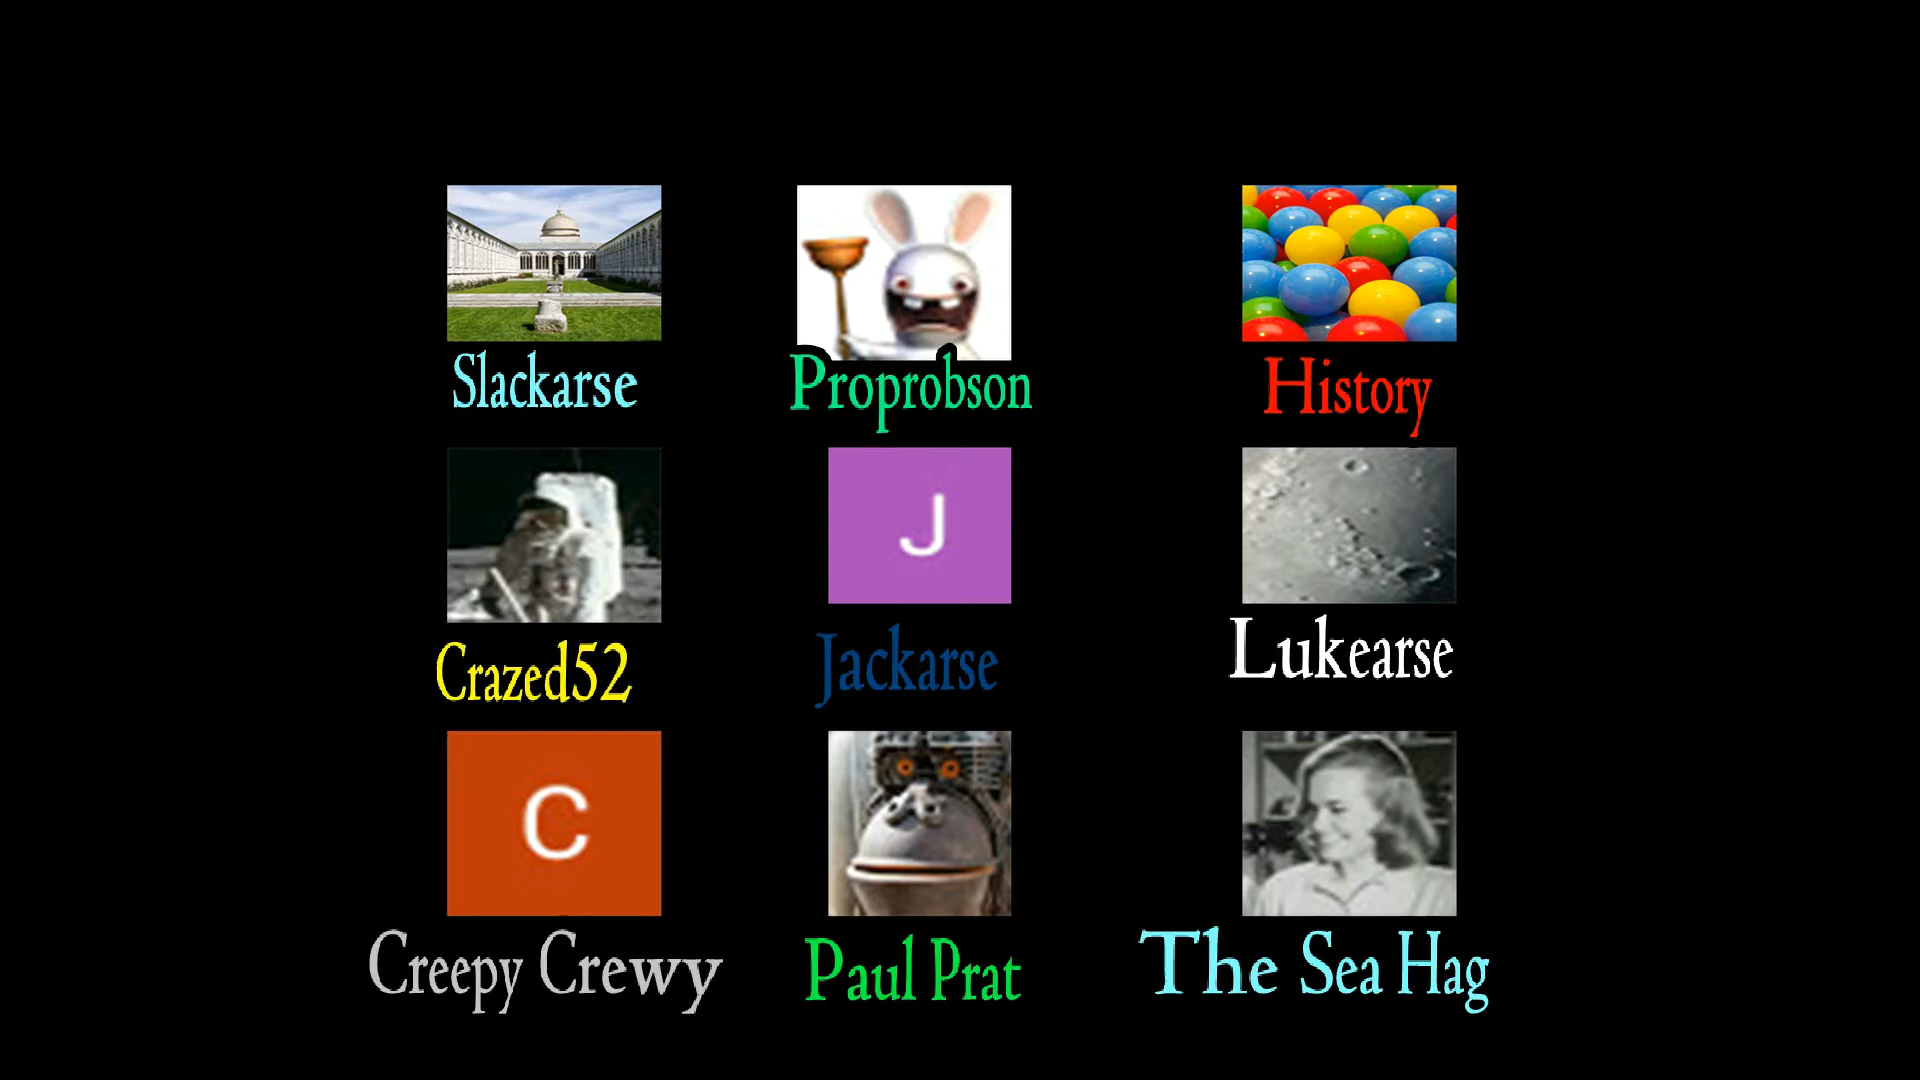 Slackarse
Proprobson
History
J
Crazed52
Jackarse
Lukearse
C
Creepy Crewy
Paul Prat
The Sea Hag